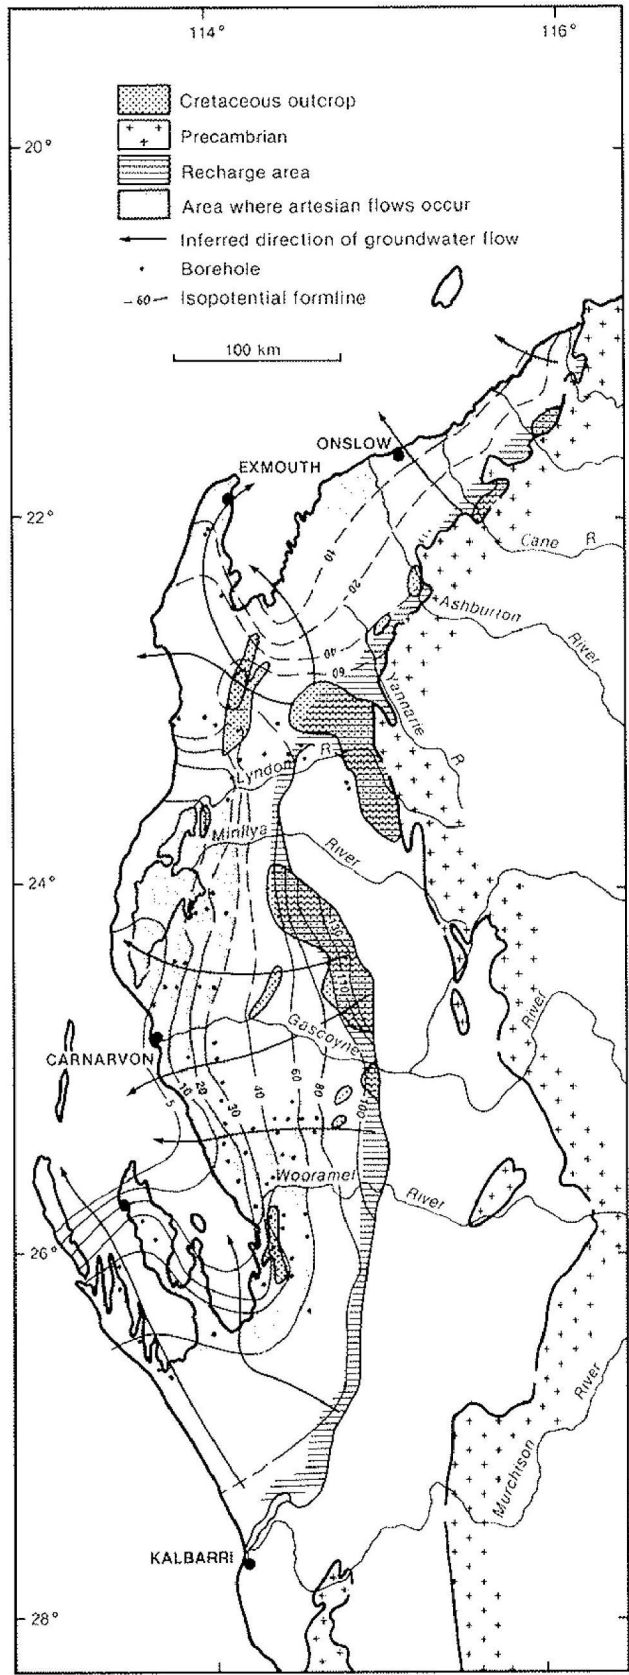 114°
116°
Cretaceous outcrop
Precambrian
20°
Recharge area
Area where artesian flows occur
Inferred direction of groundwater flow
Borehole
60
Isopotential formline
100 km
ONSLOW
EXMOUTH
22°
Cane R
10
20
Ashburton River
40
60
Yannarie R
Lyndon R
Minilya River
24°
120
110
Gascoyne River
CARNARVON
5
10
20
30
40
60
80
100
Wooramel River
26°
Murchison River
KALBARRI
28°